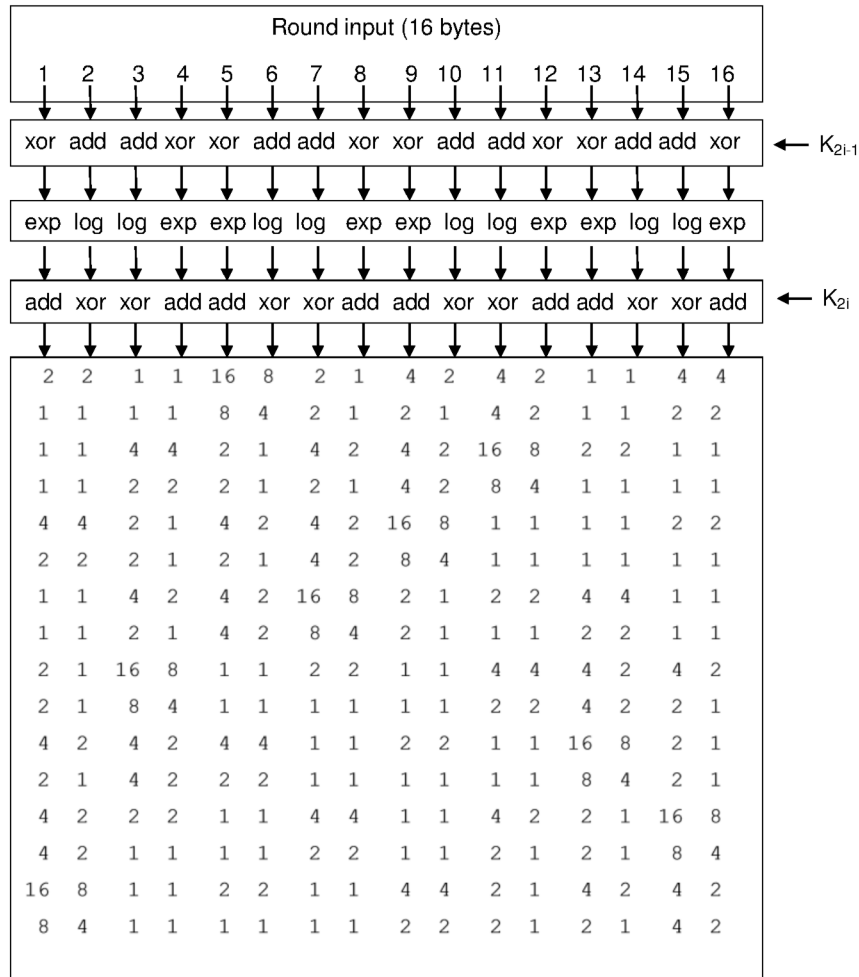 Round input (16 bytes)
1 2 3 4 5 6 7 8 9 10 11 12 13 14 15 16
xor add add xor xor add add xor xor add add xor xor add add xor
K2i-1
exp log log exp exp log log exp exp log log exp exp log log exp
add xor xor add add xor xor add add xor xor add add xor xor add
K2i
2 2 1 1 16 8 2 1 4 2 4 2 1 1 4 4
1 1 1 1 8 4 2 1 2 1 4 2 1 1 2 2
1 1 4 4 2 1 4 2 4 2 16 8 2 2 1 1
1 1 2 2 2 1 2 1 4 2 8 4 1 1 1 1
4 4 2 1 4 2 4 2 16 8 1 1 1 1 2 2
2 2 2 1 2 1 4 2 8 4 1 1 1 1 1 1
1 1 4 2 4 2 16 8 2 1 2 2 4 4 1 1
1 1 2 1 4 2 8 4 2 1 1 1 2 2 1 1
2 1 16 8 1 1 2 2 1 1 4 4 4 2 4 2
2 1 8 4 1 1 1 1 1 1 2 2 4 2 2 1
4 2 4 2 4 4 1 1 2 2 1 1 16 8 2 1
2 1 4 2 2 2 1 1 1 1 1 1 8 4 2 1
4 2 2 2 1 1 4 4 1 1 4 2 2 1 16 8
4 2 1 1 1 1 2 2 1 1 2 1 2 1 8 4
16 8 1 1 2 2 1 1 4 4 2 1 4 2 4 2
8 4 1 1 1 1 1 1 2 2 2 1 2 1 4 2